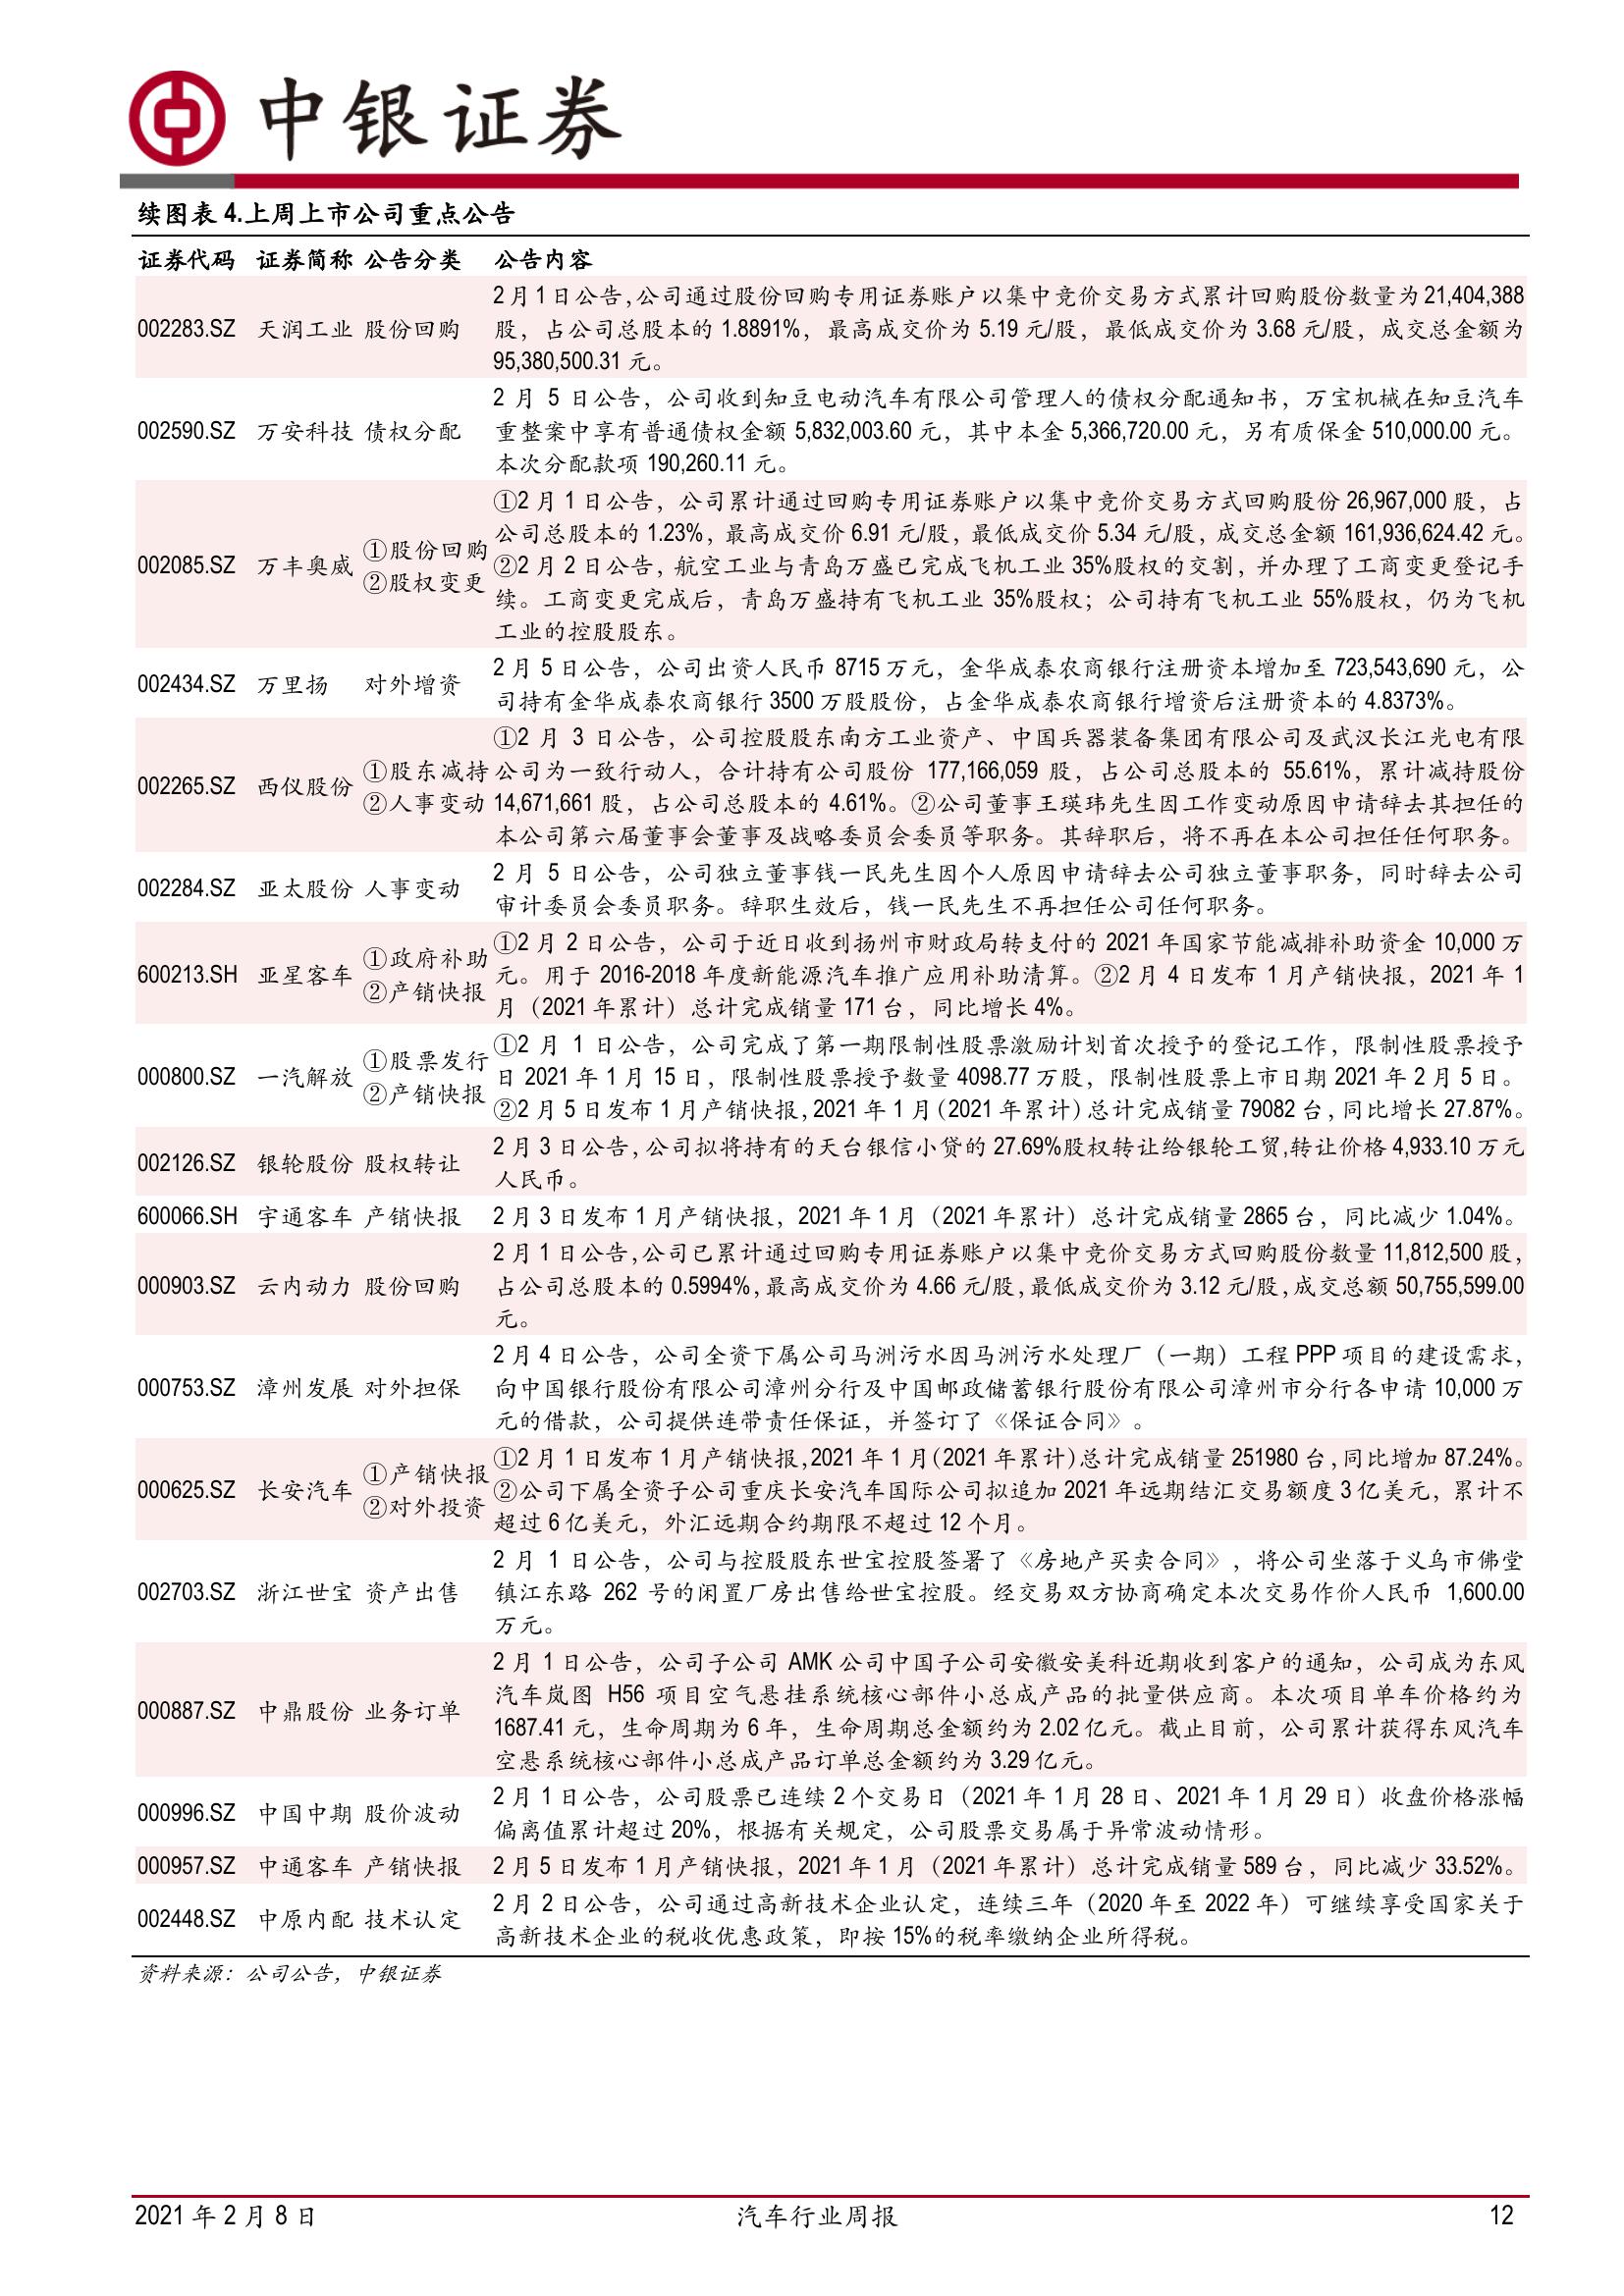 中银证券
续图表 4.上周上市公司重点公告
证券代码 证券简称 公告分类 公告内容
002283.SZ 天润工业 股份回购
2 月 1 日公告,公司通过股份回购专用证券账户以集中竞价交易方式累计回购股份数量为 21,404,388
股，占公司总股本的 1.8891%，最高成交价为 5.19 元/股，最低成交价为 3.68 元/股，成交总金额为
95,380,500.31 元。
002590.SZ 万安科技 债权分配
2 月 5 日公告，公司收到知豆电动汽车有限公司管理人的债权分配通知书，万宝机械在知豆汽车
重整案中享有普通债权金额 5,832,003.60 元，其中本金 5,366,720.00 元，另有质保金 510,000.00 元。
本次分配款项 190,260.11 元。
002085.SZ 万丰奥威
①股份回购
②股权变更
①2 月 1 日公告，公司累计通过回购专用证券账户以集中竞价交易方式回购股份 26,967,000 股，占
公司总股本的 1.23%，最高成交价 6.91 元/股，最低成交价 5.34 元/股，成交总金额 161,936,624.42 元。
②2 月 2 日公告，航空工业与青岛万盛已完成飞机工业 35%股权的交割，并办理了工商变更登记手
续。工商变更完成后，青岛万盛持有飞机工业 35%股权；公司持有飞机工业 55%股权，仍为飞机
工业的控股股东。
002434.SZ 万里扬 对外增资
2 月 5 日公告，公司出资人民币 8715 万元，金华成泰农商银行注册资本增加至 723,543,690 元，公
司持有金华成泰农商银行 3500 万股股份，占金华成泰农商银行增资后注册资本的 4.8373%。
002265.SZ 西仪股份
①股东减持
②人事变动
①2 月 3 日公告，公司控股股东南方工业资产、中国兵器装备集团有限公司及武汉长江光电有限
公司为一致行动人，合计持有公司股份 177,166,059 股，占公司总股本的 55.61%，累计减持股份
14,671,661 股，占公司总股本的 4.61%。②公司董事王瑛玮先生因工作变动原因申请辞去其担任的
本公司第六届董事会董事及战略委员会委员等职务。其辞职后，将不再在本公司担任任何职务。
002284.SZ 亚太股份 人事变动
2 月 5 日公告，公司独立董事钱一民先生因个人原因申请辞去公司独立董事职务，同时辞去公司
审计委员会委员职务。辞职生效后，钱一民先生不再担任公司任何职务。
600213.SH 亚星客车
①政府补助
②产销快报
①2 月 2 日公告，公司于近日收到扬州市财政局转支付的 2021 年国家节能减排补助资金 10,000 万
元。用于 2016-2018 年度新能源汽车推广应用补助清算。②2 月 4 日发布 1 月产销快报，2021 年 1
月（2021 年累计）总计完成销量 171 台，同比增长 4%。
000800.SZ 一汽解放
①股票发行
②产销快报
①2 月 1 日公告，公司完成了第一期限制性股票激励计划首次授予的登记工作，限制性股票授予
日 2021 年 1 月 15 日，限制性股票授予数量 4098.77 万股，限制性股票上市日期 2021 年 2 月 5 日。
②2 月 5 日发布 1 月产销快报，2021 年 1 月（2021 年累计）总计完成销量 79082 台，同比增长 27.87%。
002126.SZ 银轮股份 股权转让
2 月 3 日公告,公司拟将持有的天台银信小贷的 27.69%股权转让给银轮工贸,转让价格 4,933.10 万元
人民币。
600066.SH 宇通客车 产销快报 2 月 3 日发布 1 月产销快报，2021 年 1 月（2021 年累计）总计完成销量 2865 台，同比减少 1.04%。
000903.SZ 云内动力 股份回购
2 月 1 日公告,公司已累计通过回购专用证券账户以集中竞价交易方式回购股份数量 11,812,500 股，
占公司总股本的 0.5994%，最高成交价为 4.66 元/股，最低成交价为 3.12 元/股，成交总额 50,755,599.00
元。
000753.SZ 漳州发展 对外担保
2 月 4 日公告，公司全资下属公司马洲污水因马洲污水处理厂（一期）工程 PPP 项目的建设需求，
向中国银行股份有限公司漳州分行及中国邮政储蓄银行股份有限公司漳州市分行各申请 10,000 万
元的借款，公司提供连带责任保证，并签订了《保证合同》。
000625.SZ 长安汽车
①产销快报
②对外投资
①2 月 1 日发布 1 月产销快报，2021 年 1 月（2021 年累计）总计完成销量 251980 台，同比增加 87.24%。
②公司下属全资子公司重庆长安汽车国际公司拟追加 2021 年远期结汇交易额度 3 亿美元，累计不
超过 6 亿美元，外汇远期合约期限不超过 12 个月。
002703.SZ 浙江世宝 资产出售
2 月 1 日公告，公司与控股股东世宝控股签署了《房地产买卖合同》，将公司坐落于义乌市佛堂
镇江东路 262 号的闲置厂房出售给世宝控股。经交易双方协商确定本次交易作价人民币 1,600.00
万元。
000887.SZ 中鼎股份 业务订单
2 月 1 日公告，公司子公司 AMK 公司中国子公司安徽安美科近期收到客户的通知，公司成为东风
汽车岚图 H56 项目空气悬挂系统核心部件小总成产品的批量供应商。本次项目单车价格约为
1687.41 元，生命周期为 6 年，生命周期总金额约为 2.02 亿元。截止目前，公司累计获得东风汽车
空悬系统核心部件小总成产品订单总金额约为 3.29 亿元。
000996.SZ 中国中期 股价波动
2 月 1 日公告，公司股票已连续 2 个交易日（2021 年 1 月 28 日、2021 年 1 月 29 日）收盘价格涨幅
偏离值累计超过 20%，根据有关规定，公司股票交易属于异常波动情形。
000957.SZ 中通客车 产销快报 2 月 5 日发布 1 月产销快报，2021 年 1 月（2021 年累计）总计完成销量 589 台，同比减少 33.52%。
002448.SZ 中原内配 技术认定
2 月 2 日公告，公司通过高新技术企业认定，连续三年（2020 年至 2022 年）可继续享受国家关于
高新技术企业的税收优惠政策，即按 15%的税率缴纳企业所得税。
资料来源：公司公告，中银证券
2021 年 2 月 8 日 汽车行业周报 12